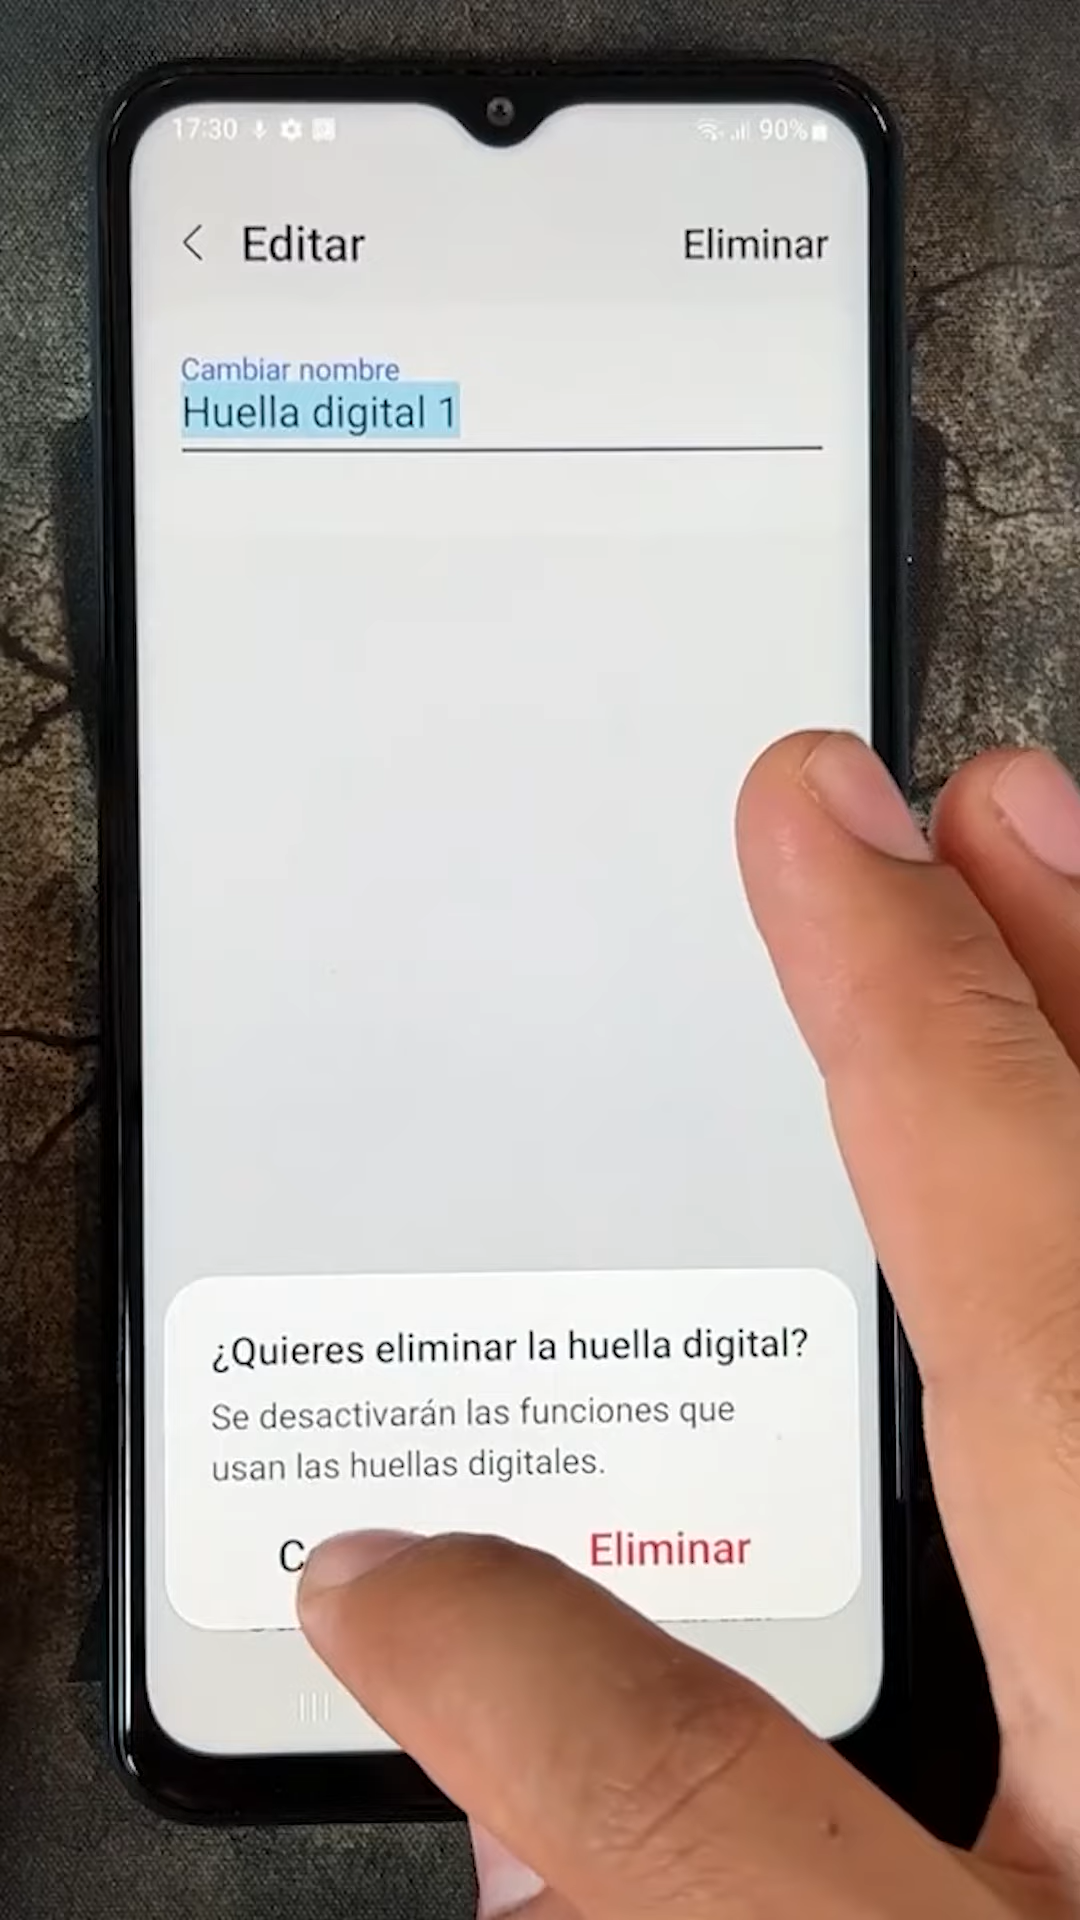 17:30 90%
Editar Eliminar
Cambiar nombre
Huella digital 1
¿Quieres eliminar la huella digital?
Se desactivarán las funciones que
usan las huellas digitales.
Eliminar